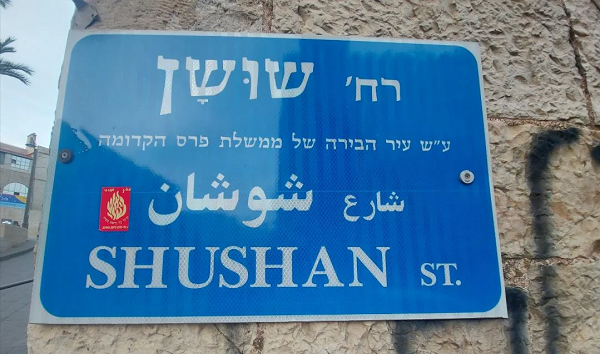 רח' שׁוּשָׁן
ע״ש עיר הבירה של ממשלת פרס הקדומה
شارع شوشان
SHUSHAN ST.